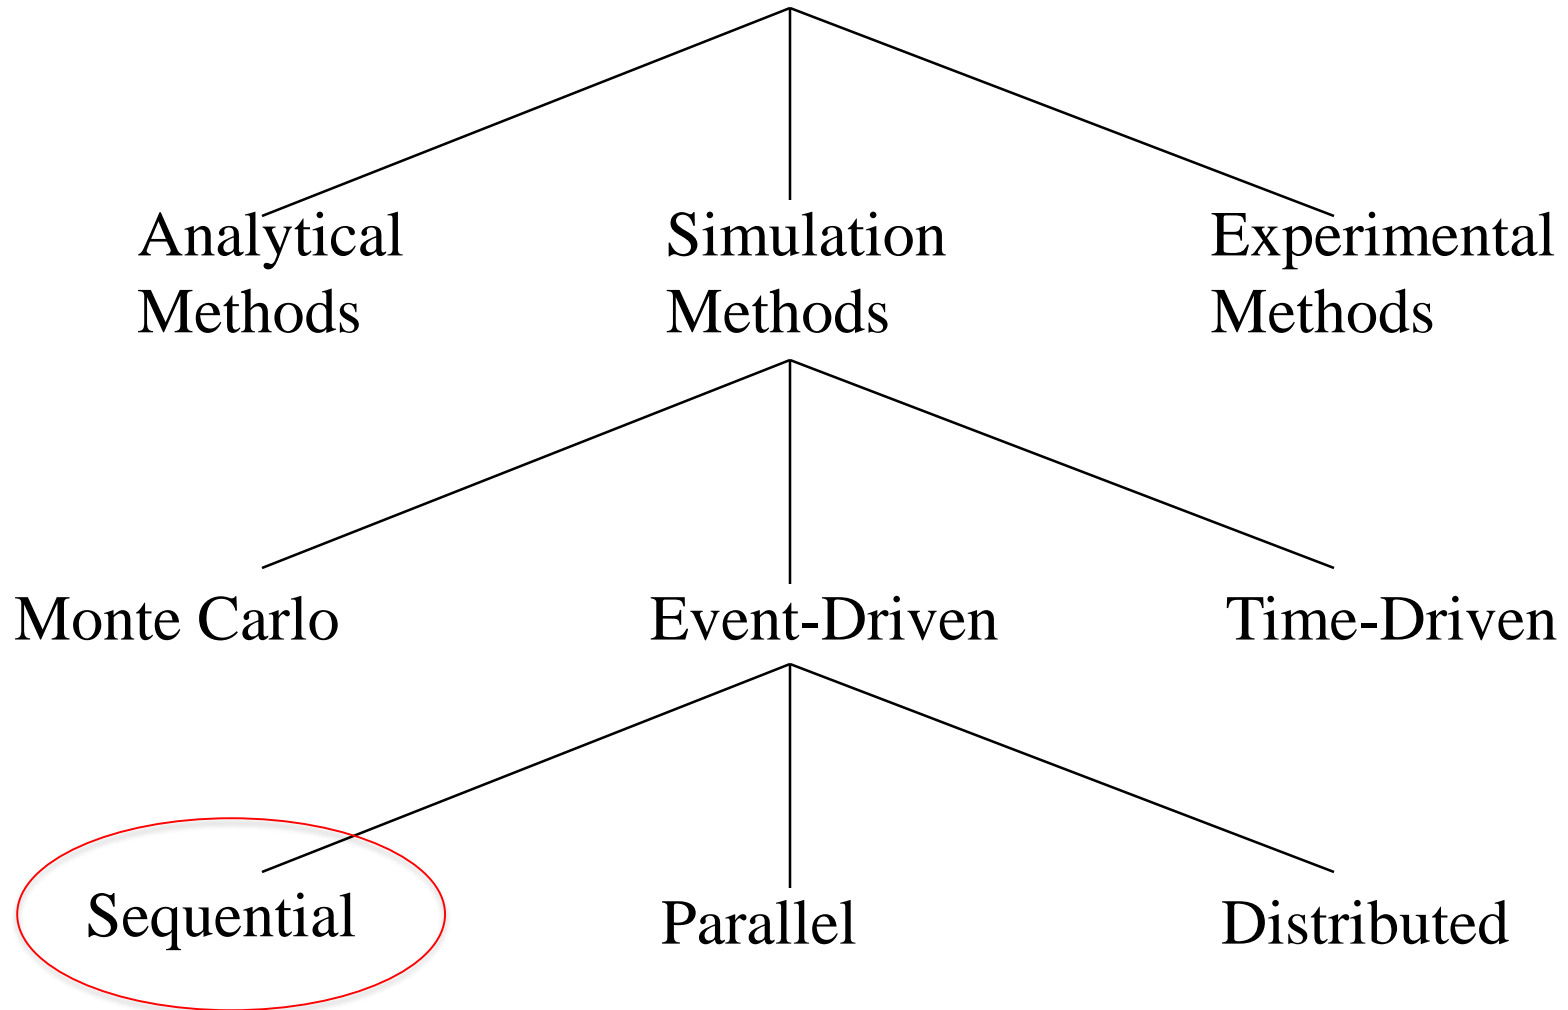 Analytical
Methods
Simulation
Methods
Experimental
Methods
Monte Carlo
Event-Driven
Time-Driven
Sequential
Parallel
Distributed